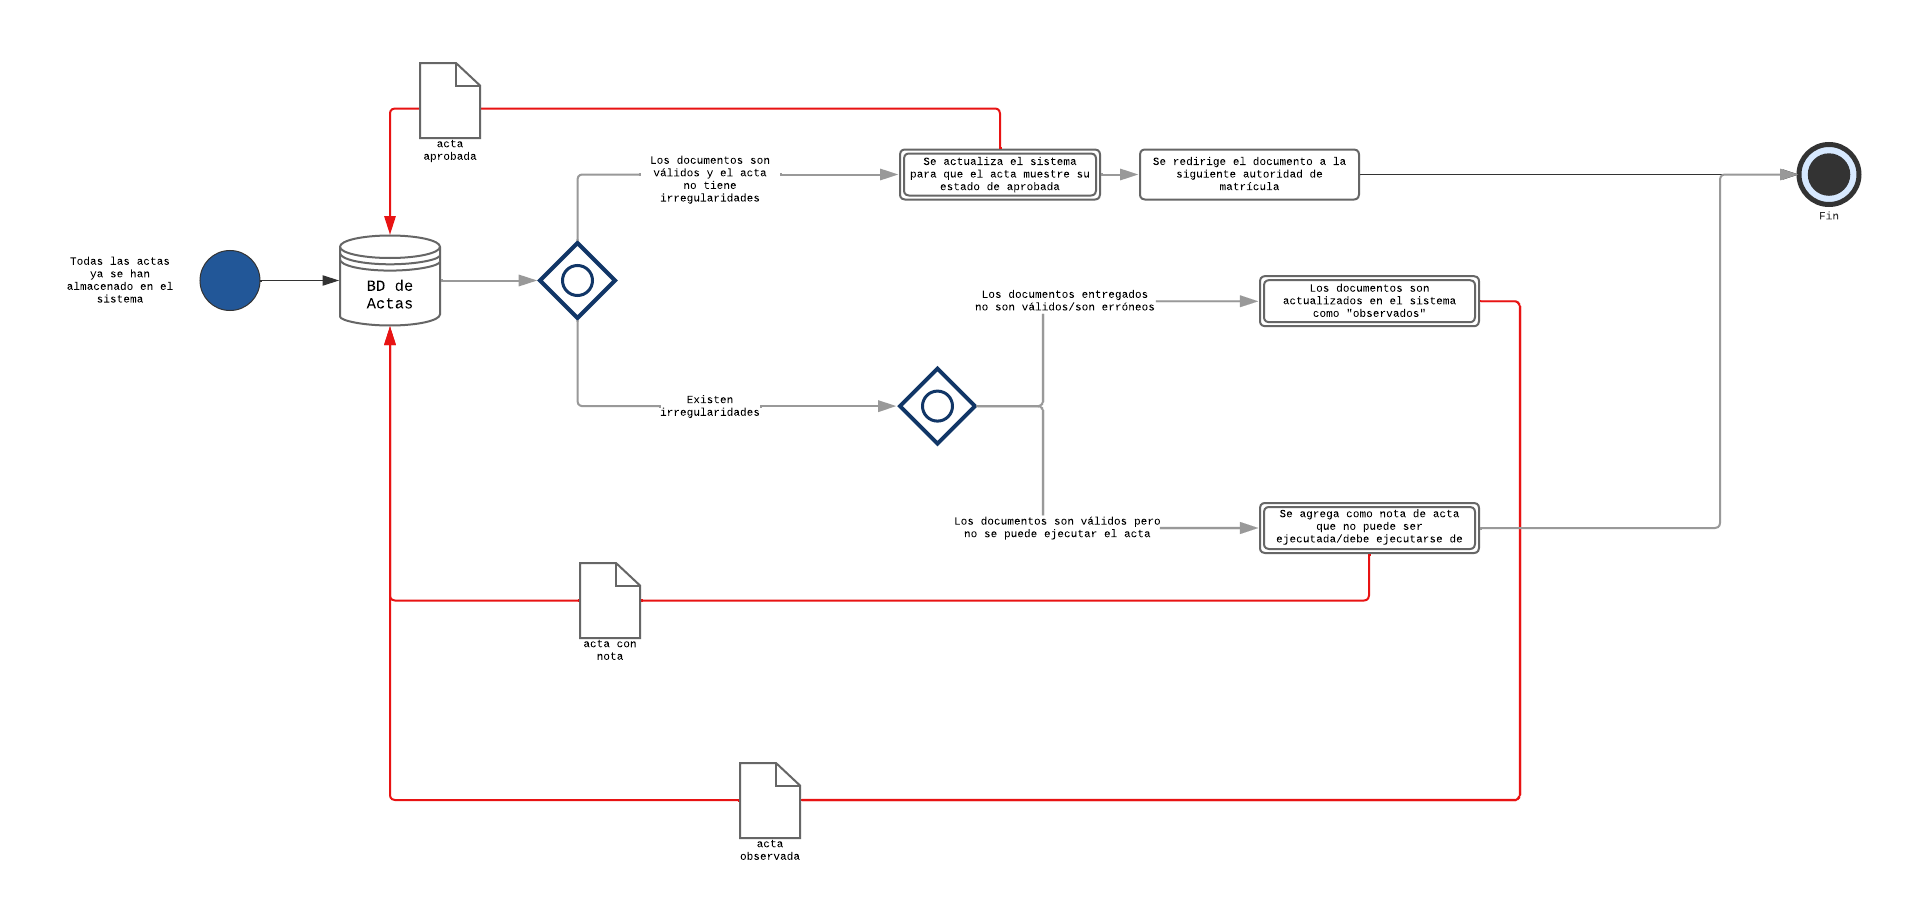 acta
aprobada
Los documentos son
válidos y el acta
no tiene
irregularidades
Se actualiza el sistema
para que el acta muestre su
estado de aprobada
Se redirige el documento a la
siguiente autoridad de
matrícula
Fin
Todas las actas
ya se han
almacenado en el
sistema
BD de
Actas
Los documentos entregados
no son válidos/son erróneos
Los documentos son
actualizados en el sistema
como "observados"
Existen
irregularidades
Los documentos son válidos pero
no se puede ejecutar el acta
Se agrega como nota de acta
que no puede ser
ejecutada/debe ejecutarse de
acta con
nota
acta
observada